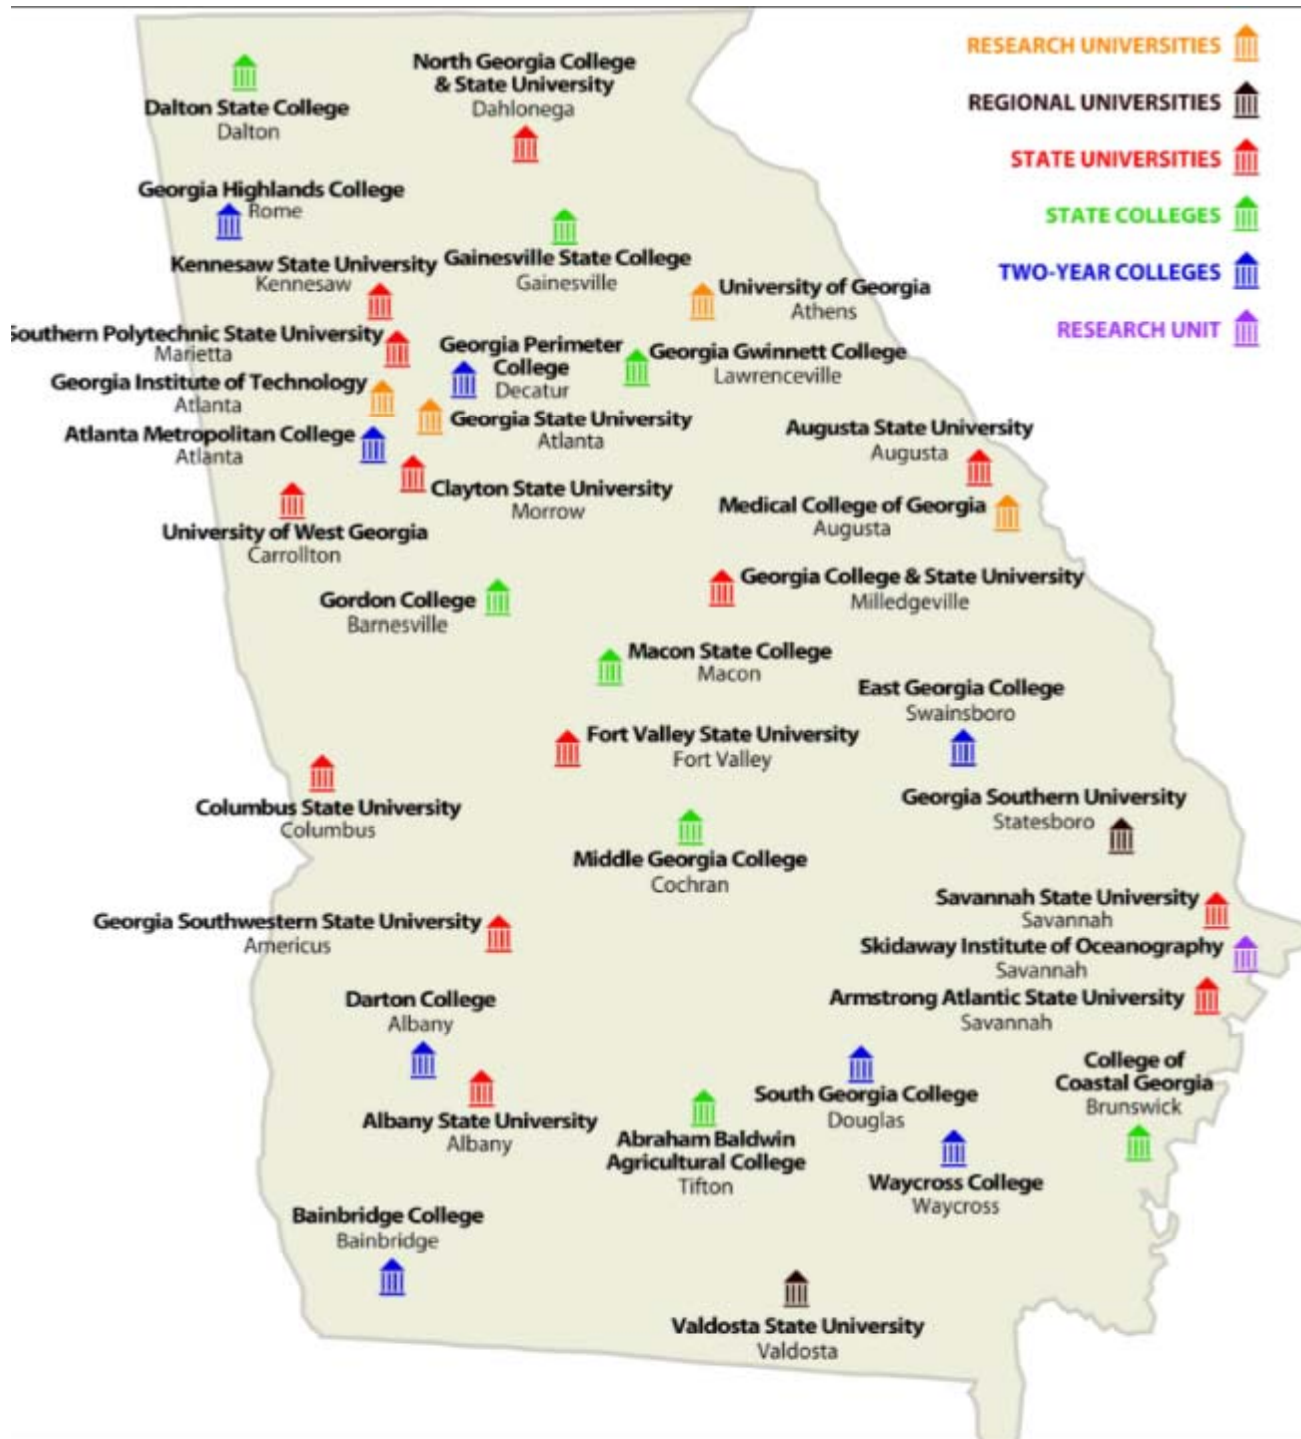 RESEARCH UNIVERSITIES
REGIONAL UNIVERSITIES
STATE UNIVERSITIES
STATE COLLEGES
TWO-YEAR COLLEGES
RESEARCH UNIT
Dalton State College
Dalton
North Georgia College
& State University
Dahlonega
Georgia Highlands College
Rome
Gainesville State College
Gainesville
Kennesaw State University
Kennesaw
University of Georgia
Athens
Southern Polytechnic State University
Marietta
Georgia Perimeter
College
Decatur
Georgia Gwinnett College
Lawrenceville
Georgia Institute of Technology
Atlanta
Georgia State University
Atlanta
Atlanta Metropolitan College
Atlanta
Augusta State University
Augusta
Clayton State University
Morrow
Medical College of Georgia
Augusta
University of West Georgia
Carrollton
Georgia College & State University
Milledgeville
Gordon College
Barnesville
Macon State College
Macon
East Georgia College
Swainsboro
Fort Valley State University
Fort Valley
Columbus State University
Columbus
Georgia Southern University
Statesboro
Middle Georgia College
Cochran
Savannah State University
Savannah
Georgia Southwestern State University
Americus
Skidaway Institute of Oceanography
Savannah
Armstrong Atlantic State University
Savannah
Darton College
Albany
College of
Coastal Georgia
Brunswick
South Georgia College
Douglas
Albany State University
Albany
Abraham Baldwin
Agricultural College
Tifton
Waycross College
Waycross
Bainbridge College
Bainbridge
Valdosta State University
Valdosta